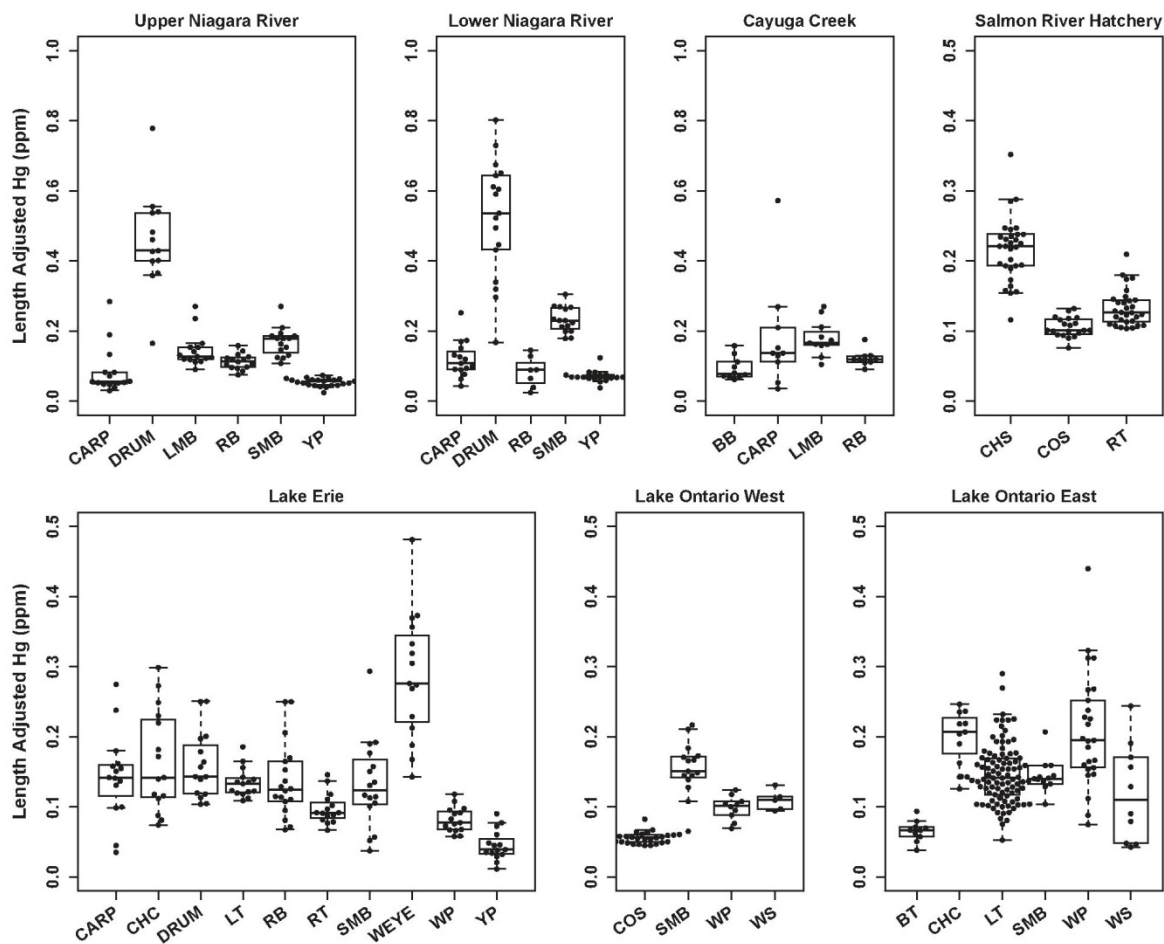 Upper Niagara River
Lower Niagara River
Cayuga Creek
Salmon River Hatchery
Length Adjusted Hg (ppm)
1.0
0.8
0.6
0.4
0.2
0.0
CARP DRUM LMB RB SMB YP
1.0
0.8
0.6
0.4
0.2
0.0
CARP DRUM RB SMB YP
1.0
0.8
0.6
0.4
0.2
0.0
BB CARP LMB RB
0.5
0.4
0.3
0.2
0.1
0.0
CHS COS RT
Lake Erie
Lake Ontario West
Lake Ontario East
Length Adjusted Hg (ppm)
0.5
0.4
0.3
0.2
0.1
0.0
CARP CHC DRUM LT RB RT SMB WEYE WP YP
0.5
0.4
0.3
0.2
0.1
0.0
COS SMB WP WS
0.5
0.4
0.3
0.2
0.1
0.0
BT CHC LT SMB WP WS